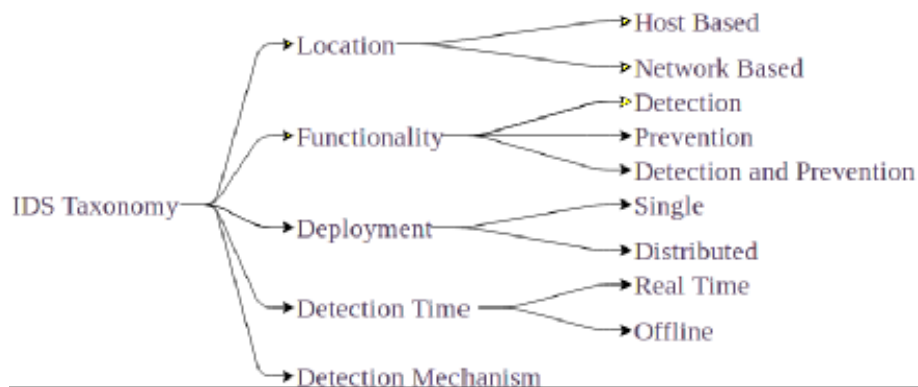 Host Based
Location
Network Based
Detection
Functionality
Prevention
Detection and Prevention
IDS Taxonomy
Single
Deployment
Distributed
Real Time
Detection Time
Offline
Detection Mechanism